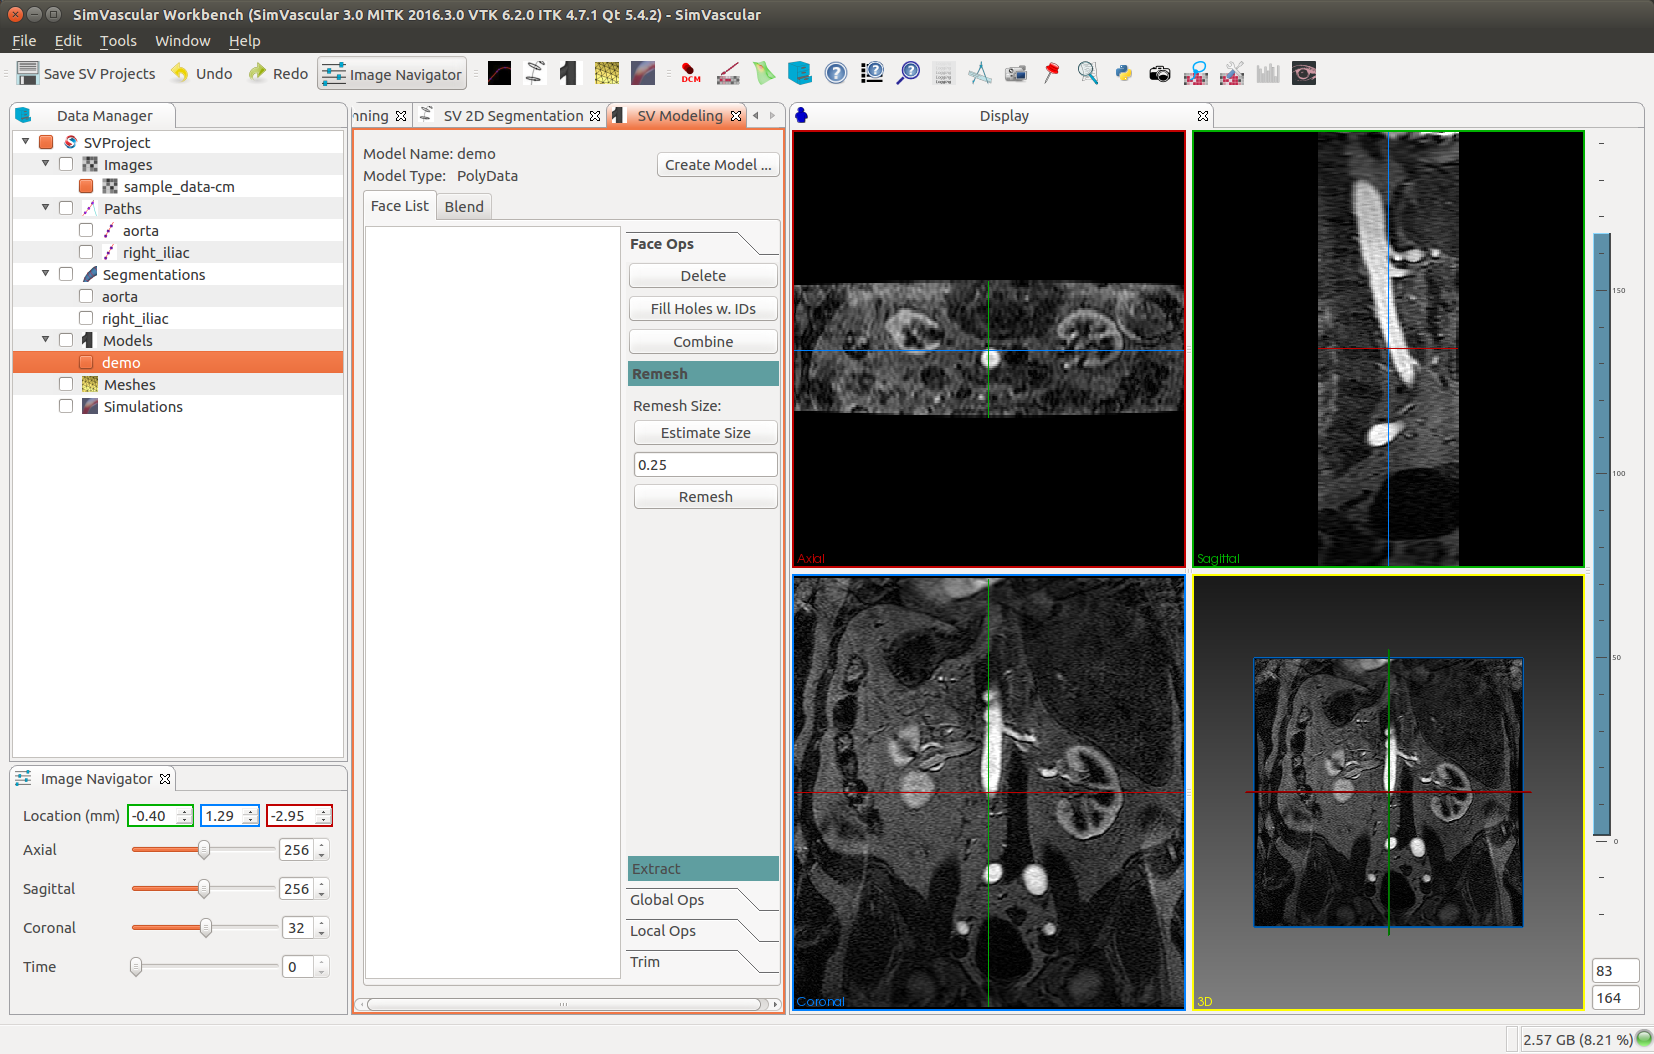 SimVascular Workbench (SimVascular 3.0 MITK 2016.3.0 VTK 6.2.0 ITK 4.7.1 Qt 5.4.2) - SimVascular
File Edit Tools Window Help
Save SV Projects Undo Redo Image Navigator DCM
Data Manager
SVProject
Images
sample_data-cm
Paths
aorta
right_iliac
Segmentations
aorta
right_iliac
Models
demo
Meshes
Simulations
Image Navigator
Location (mm) -0.40 1.29 -2.95
Axial 256
Sagittal 256
Coronal 32
Time 0
nning SV 2D Segmentation SV Modeling
Model Name: demo
Create Model ...
Model Type: PolyData
Face List Blend
Face Ops
Delete
Fill Holes w. IDs
Combine
Remesh
Remesh Size:
Estimate Size
0.25
Remesh
Extract
Global Ops
Local Ops
Trim
Display
Axial
Sagittal
Coronal
3D
150
100
50
0
83
164
2.57 GB (8.21 %)